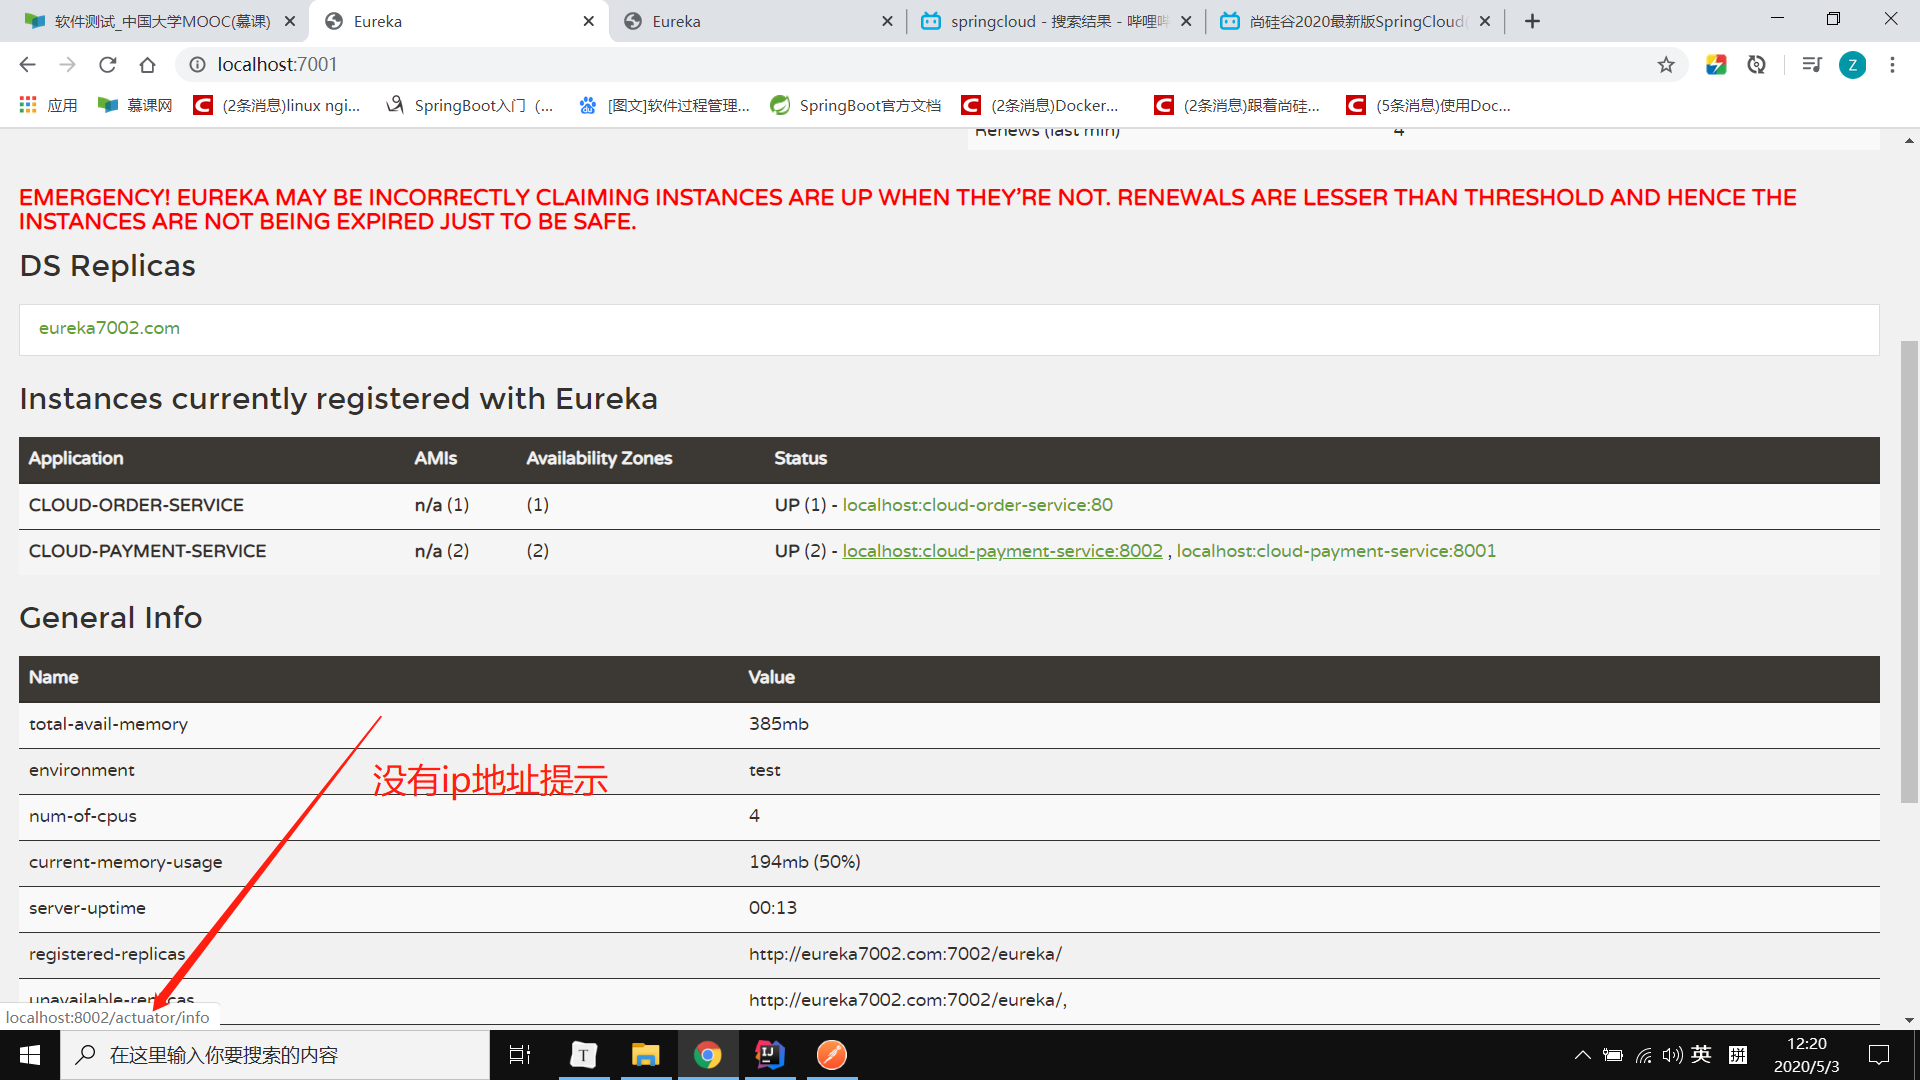 软件测试_中国大学MOOC(慕课)
Eureka
Eureka
springcloud - 搜索结果 - 哔哩
尚硅谷2020最新版SpringCloud(
localhost:7001
Z
应用
慕课网
(2条消息)linux ngi...
SpringBoot入门（...
[图文]软件过程管理...
SpringBoot官方文档
(2条消息)Docker...
(2条消息)跟着尚硅...
(5条消息)使用Doc...
Renews (last min) 4
EMERGENCY! EUREKA MAY BE INCORRECTLY CLAIMING INSTANCES ARE UP WHEN THEY'RE NOT. RENEWALS ARE LESSER THAN THRESHOLD AND HENCE THE
INSTANCES ARE NOT BEING EXPIRED JUST TO BE SAFE.
DS Replicas
eureka7002.com
Instances currently registered with Eureka
Application AMIs Availability Zones Status
CLOUD-ORDER-SERVICE n/a (1) (1) UP (1) - localhost:cloud-order-service:80
CLOUD-PAYMENT-SERVICE n/a (2) (2) UP (2) - localhost:cloud-payment-service:8002 , localhost:cloud-payment-service:8001
General Info
Name Value
total-avail-memory 385mb
environment test
没有ip地址提示
num-of-cpus 4
current-memory-usage 194mb (50%)
server-uptime 00:13
registered-replicas http://eureka7002.com:7002/eureka/
unavailable-replicas http://eureka7002.com:7002/eureka/,
localhost:8002/actuator/info
在这里输入你要搜索的内容
T
IJ
英
拼
12:20
2020/5/3